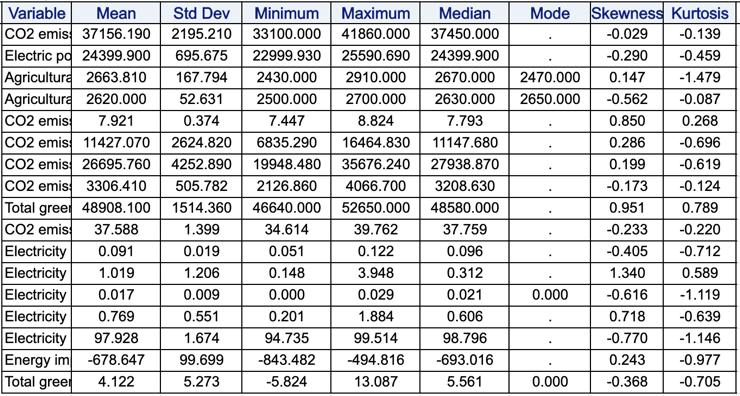 Variable Mean Std Dev Minimum Maximum Median Mode Skewness Kurtosis
CO2 emiss 37156.190 2195.210 33100.000 41860.000 37450.000 . -0.029 -0.139
Electric po 24399.900 695.675 22999.930 25590.690 24399.900 . -0.290 -0.459
Agricultura 2663.810 167.794 2430.000 2910.000 2670.000 2470.000 0.147 -1.479
Agricultura 2620.000 52.631 2500.000 2700.000 2630.000 2650.000 -0.562 -0.087
CO2 emiss 7.921 0.374 7.447 8.824 7.793 . 0.850 0.268
CO2 emiss 11427.070 2624.820 6835.290 16464.830 11147.680 . 0.286 -0.696
CO2 emiss 26695.760 4252.890 19948.480 35676.240 27938.870 . 0.199 -0.619
CO2 emiss 3306.410 505.782 2126.860 4066.700 3208.630 . -0.173 -0.124
Total green 48908.100 1514.360 46640.000 52650.000 48580.000 . 0.951 0.789
CO2 emiss 37.588 1.399 34.614 39.762 37.759 . -0.233 -0.220
Electricity 0.091 0.019 0.051 0.122 0.096 . -0.405 -0.712
Electricity 1.019 1.206 0.148 3.948 0.312 . 1.340 0.589
Electricity 0.017 0.009 0.000 0.029 0.021 0.000 -0.616 -1.119
Electricity 0.769 0.551 0.201 1.884 0.606 . 0.718 -0.639
Electricity 97.928 1.674 94.735 99.514 98.796 . -0.770 -1.146
Energy im -678.647 99.699 -843.482 -494.816 -693.016 . 0.243 -0.977
Total green 4.122 5.273 -5.824 13.087 5.561 0.000 -0.368 -0.705